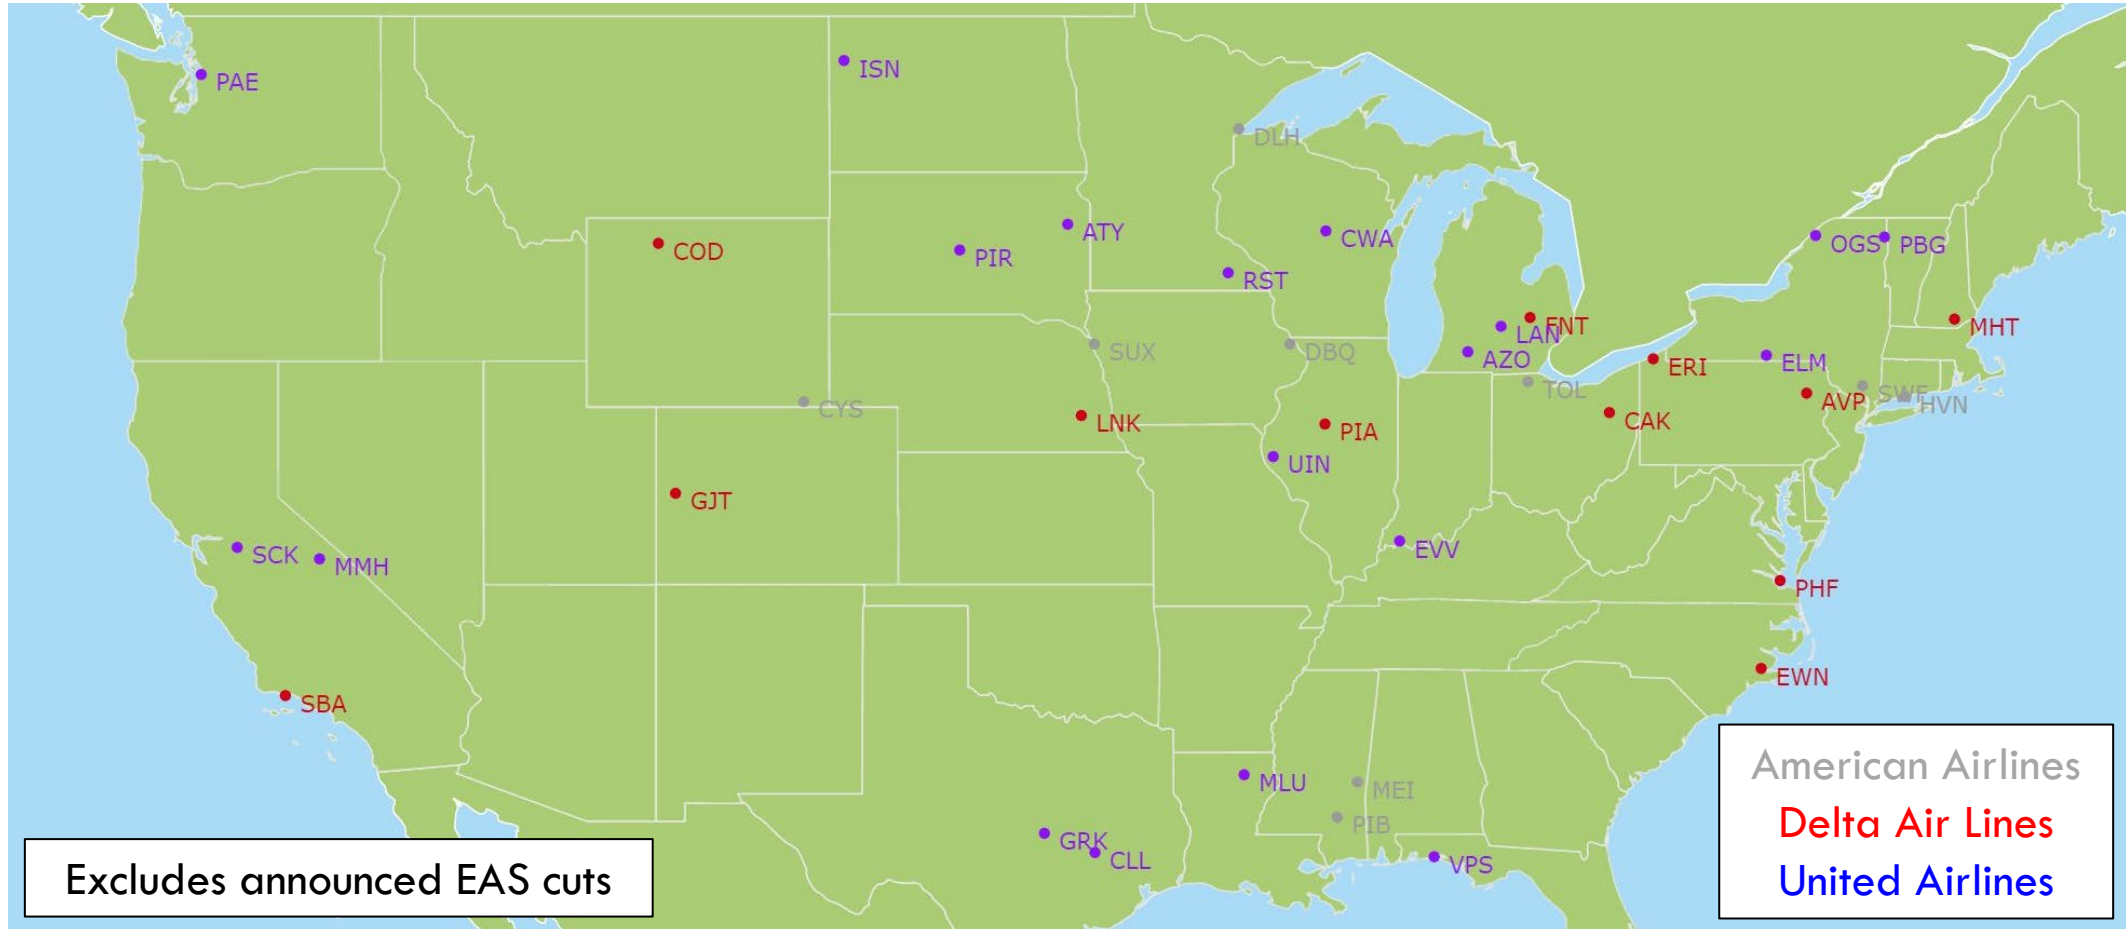 PAE
ISN
DLH
ATY
CWA
PIR
COD
RST
OGS
PBG
FNT
LAN
MHT
SUX
DBQ
AZO
ERI
ELM
TOL
CYS
LNK
PIA
CAK
AVP
SWF
HVN
UIN
GJT
SCK
MMH
EVV
PHF
EWN
SBA
MLU
MEI
PIB
GRK
CLL
VPS
American Airlines
Delta Air Lines
United Airlines
Excludes announced EAS cuts